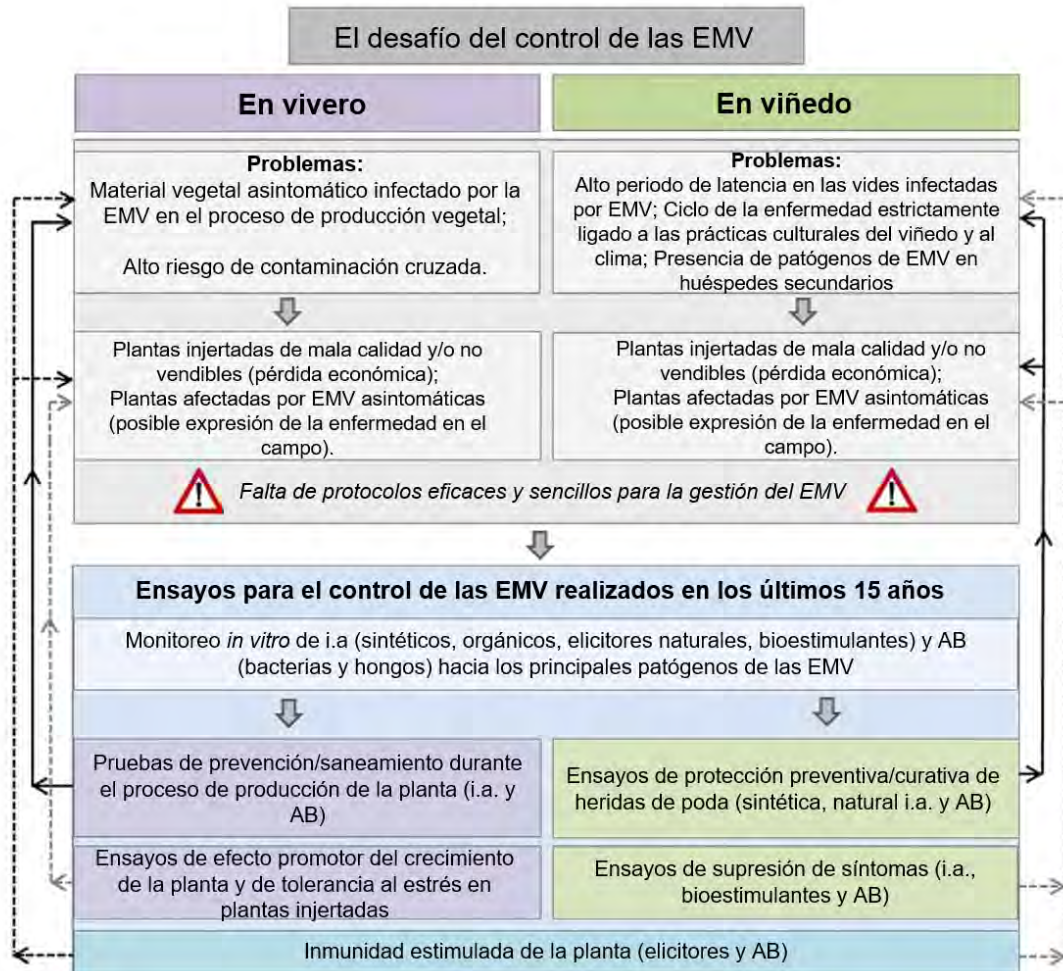 El desafío del control de las EMV
En vivero
En viñedo
Problemas:
Material vegetal asintomático infectado por la
EMV en el proceso de producción vegetal;
Alto riesgo de contaminación cruzada.
Problemas:
Alto periodo de latencia en las vides infectadas
por EMV; Ciclo de la enfermedad estrictamente
ligado a las prácticas culturales del viñedo y al
clima; Presencia de patógenos de EMV en
huéspedes secundarios
Plantas injertadas de mala calidad y/o no
vendibles (pérdida económica);
Plantas afectadas por EMV asintomáticas
(posible expresión de la enfermedad en el
campo).
Plantas injertadas de mala calidad y/o no
vendibles (pérdida económica);
Plantas afectadas por EMV asintomáticas
(posible expresión de la enfermedad en el
campo).
Falta de protocolos eficaces y sencillos para la gestión del EMV
Ensayos para el control de las EMV realizados en los últimos 15 años
Monitoreo in vitro de i.a (sintéticos, orgánicos, elicitores naturales, bioestimulantes) y AB
(bacterias y hongos) hacia los principales patógenos de las EMV
Pruebas de prevención/saneamiento durante
el proceso de producción de la planta (i.a. y
AB)
Ensayos de protección preventiva/curativa de
heridas de poda (sintética, natural i.a. y AB)
Ensayos de efecto promotor del crecimiento
de la planta y de tolerancia al estrés en
plantas injertadas
Ensayos de supresión de síntomas (i.a.,
bioestimulantes y AB)
Inmunidad estimulada de la planta (elicitores y AB)